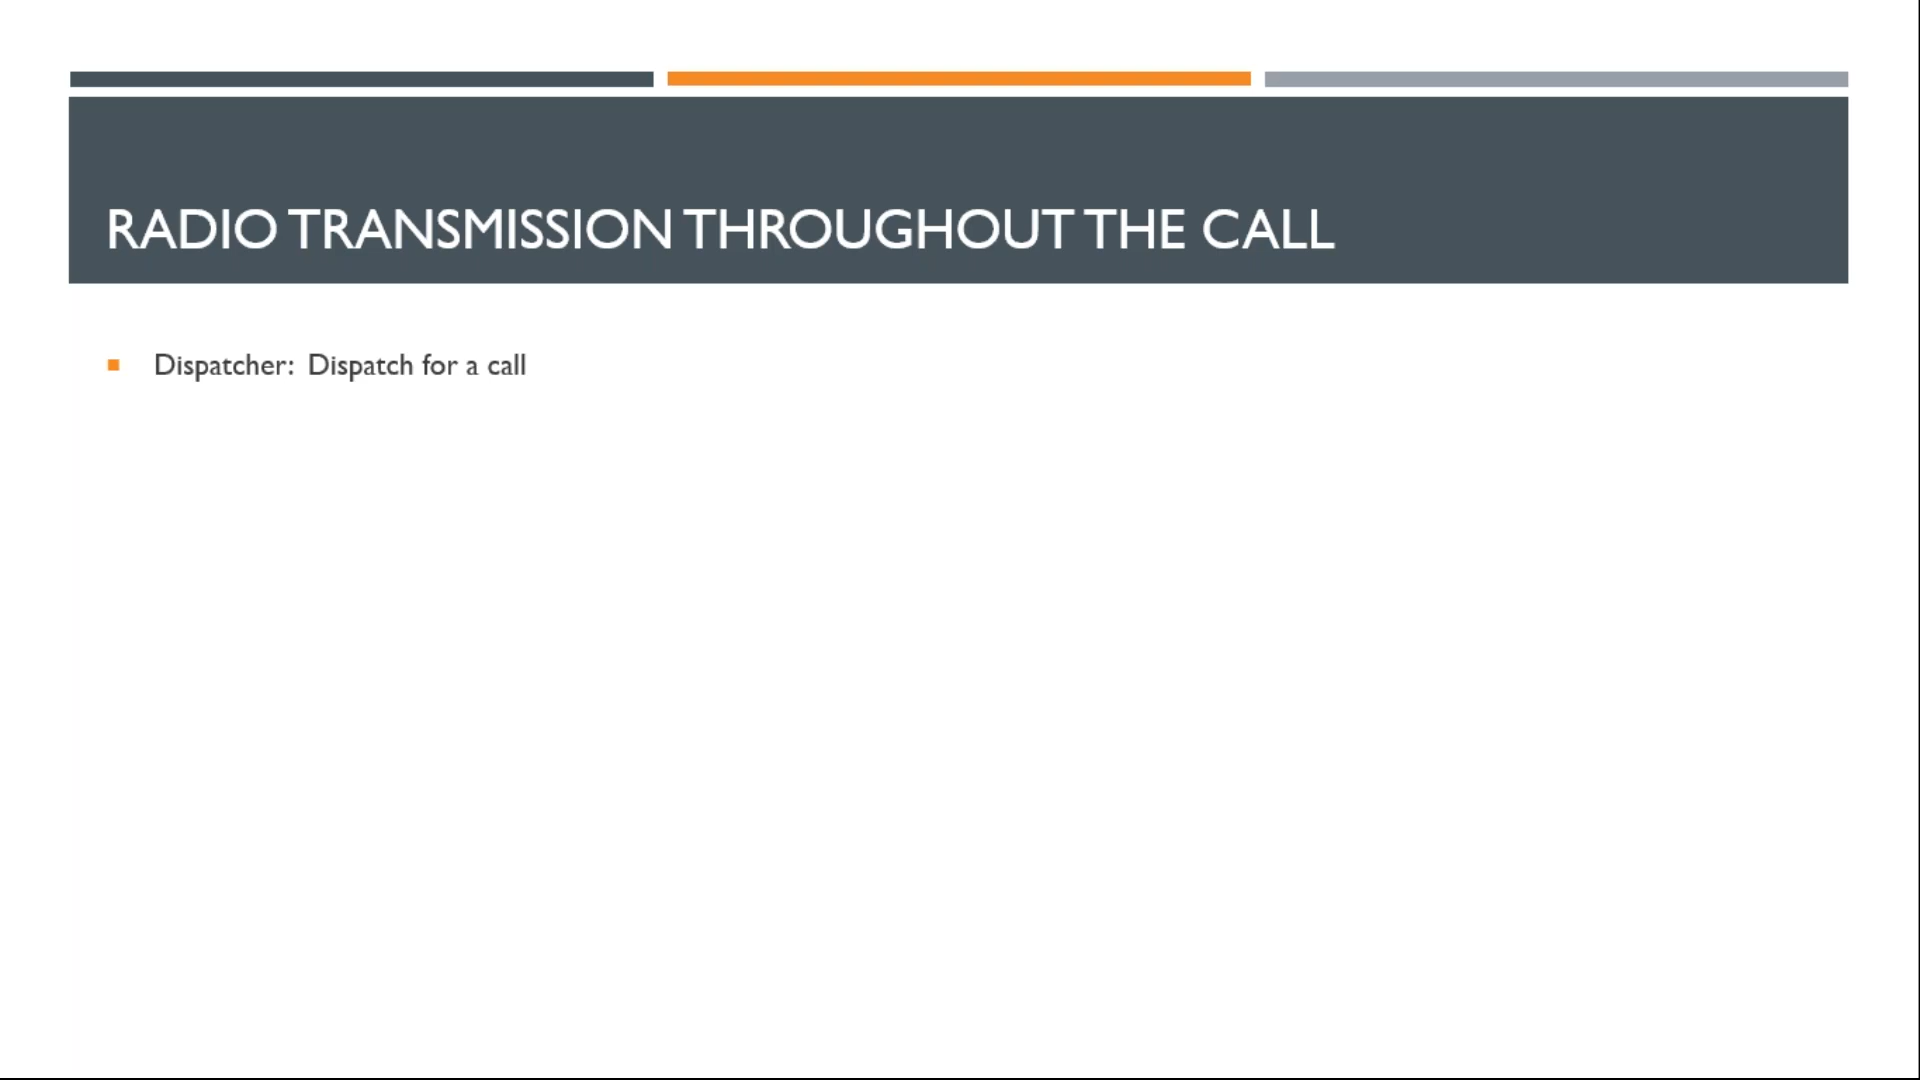 RADIO TRANSMISSION THROUGHOUT THE CALL
Dispatcher: Dispatch for a call